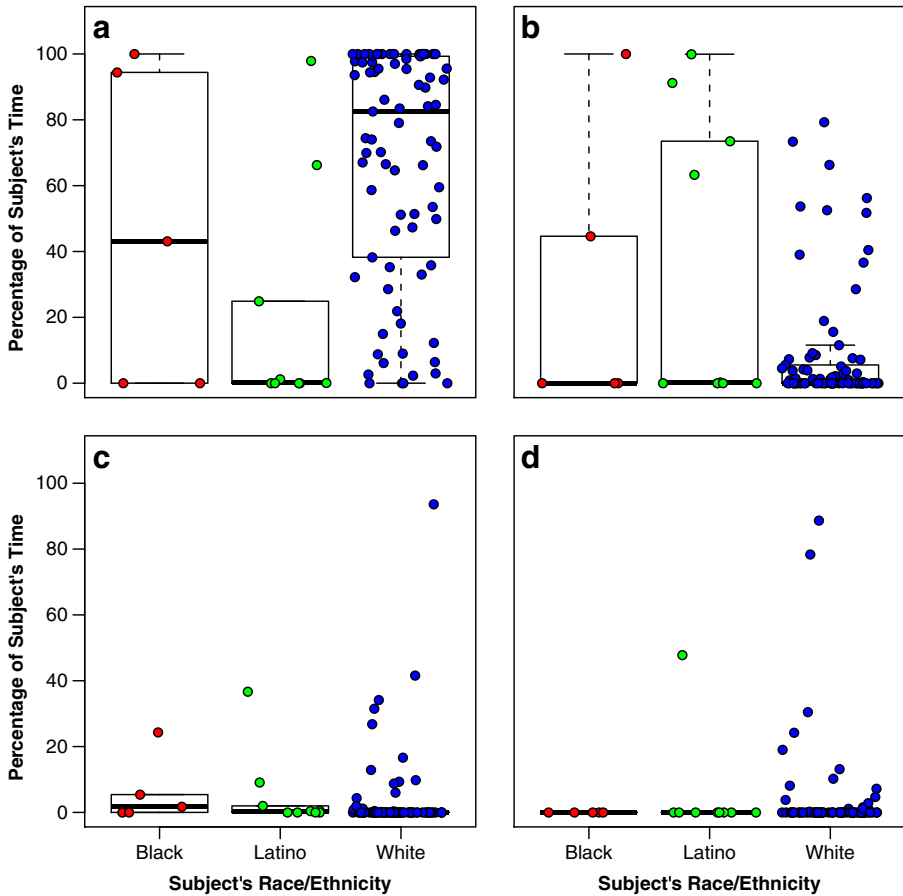 a
b
Percentage of Subject's Time
100
80
60
40
20
0
c
d
Percentage of Subject's Time
100
80
60
40
20
0
Black Latino White
Black Latino White
Subject's Race/Ethnicity
Subject's Race/Ethnicity